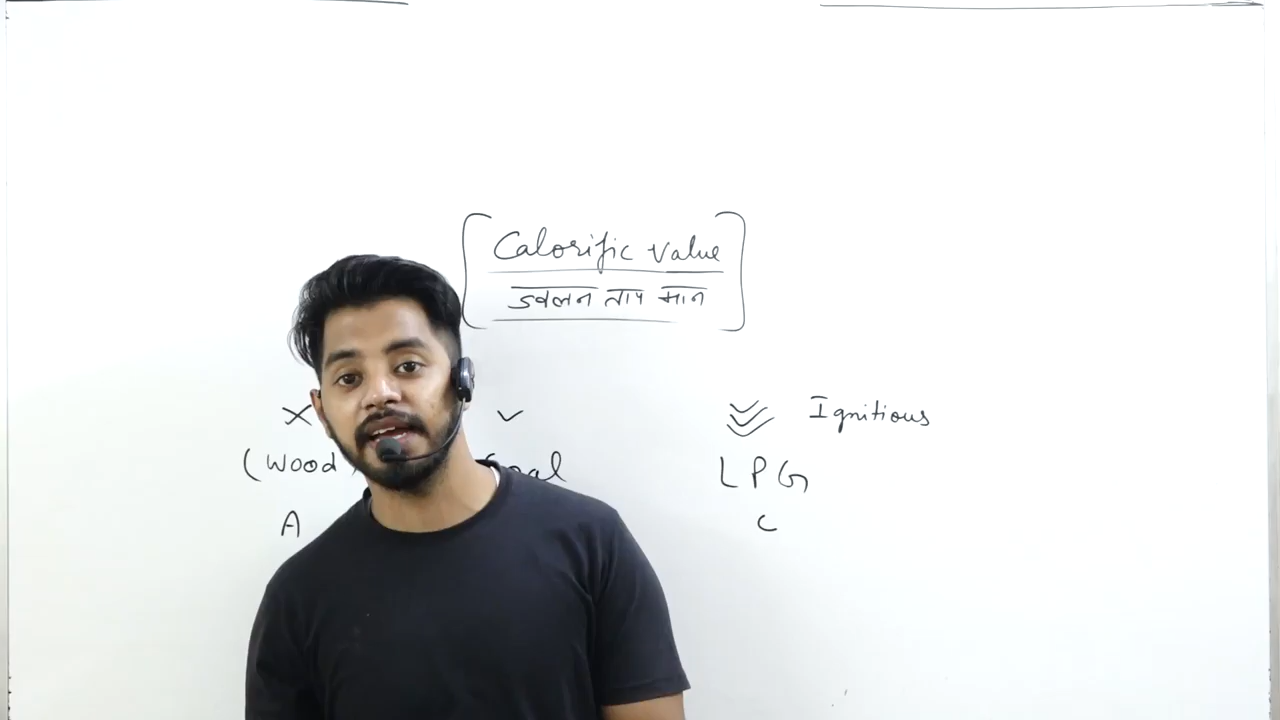 Calorific value
ज्वलन ताप मान
Ignitious
(Wood
LPG
A
C